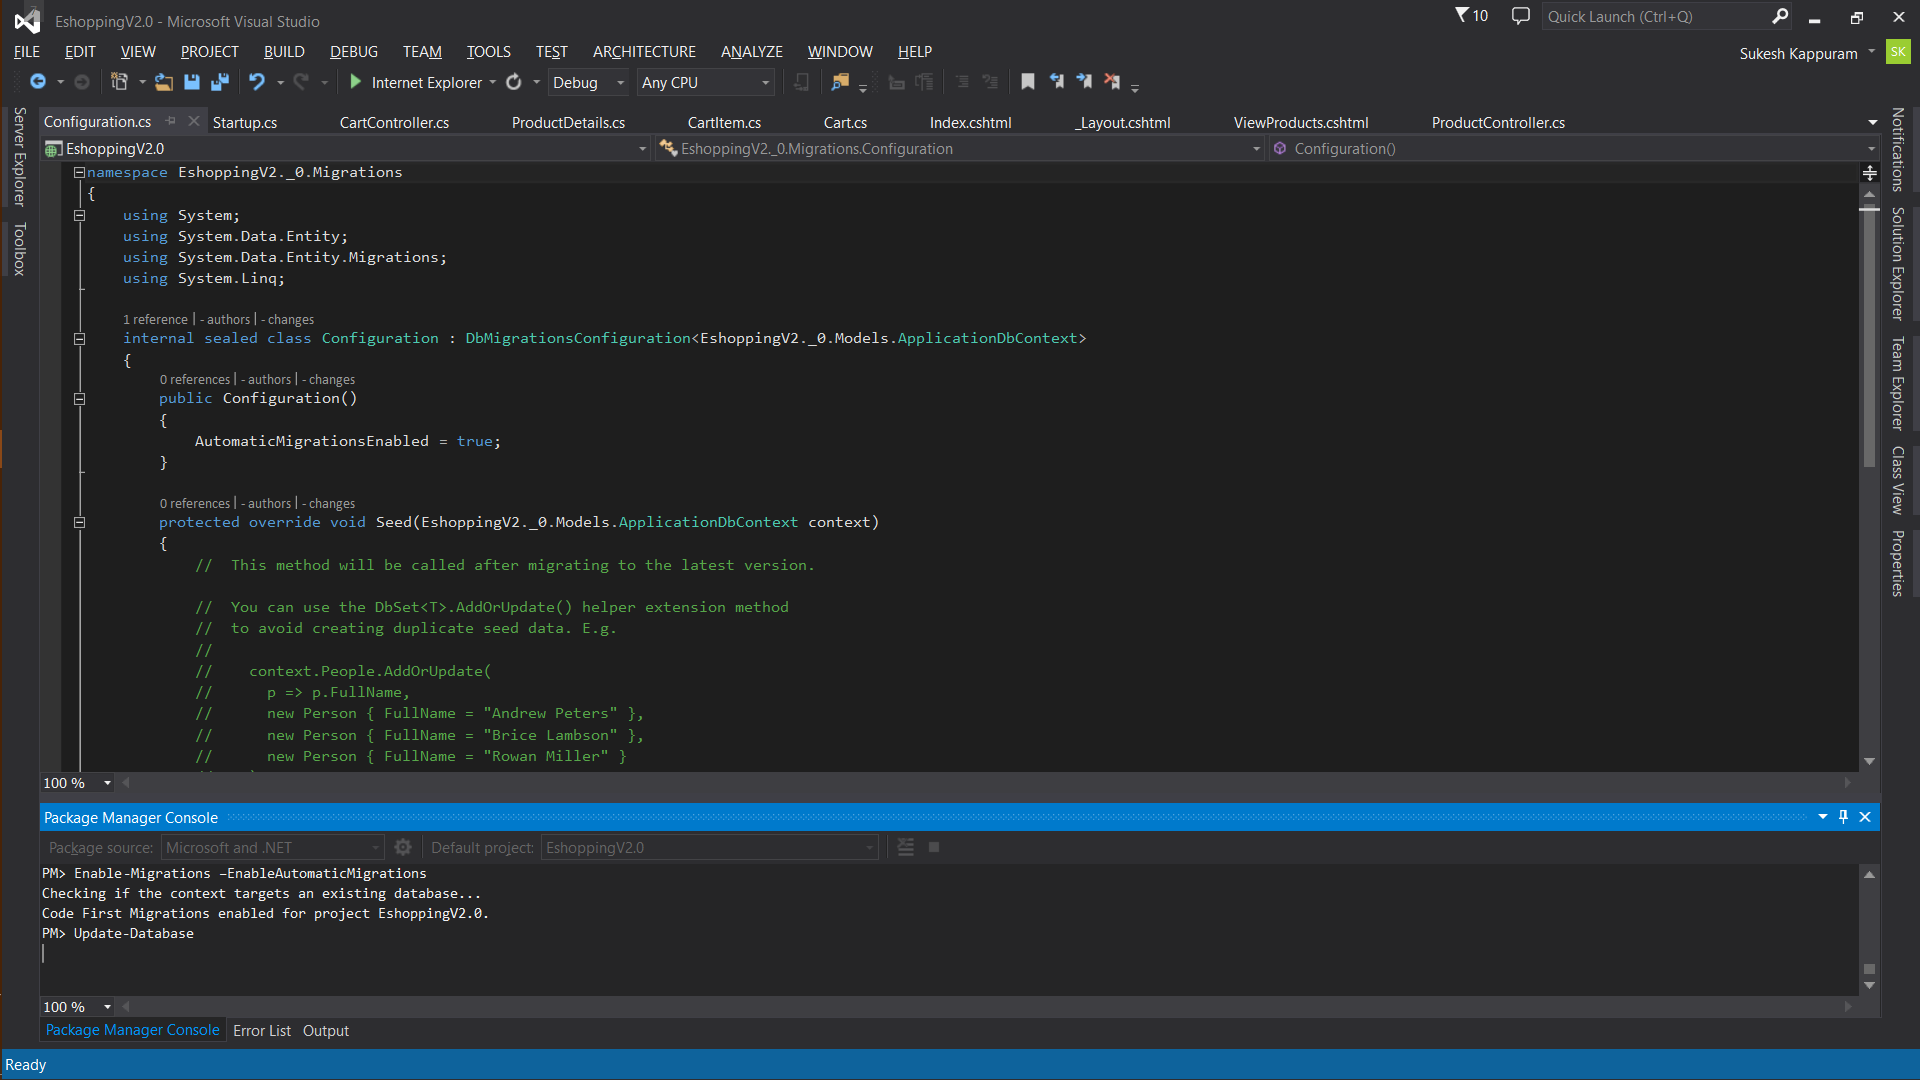 EshoppingV2.0 - Microsoft Visual Studio
10
Quick Launch (Ctrl+Q)
FILE EDIT VIEW PROJECT BUILD DEBUG TEAM TOOLS TEST ARCHITECTURE ANALYZE WINDOW HELP
Sukesh Kappuram SK
Internet Explorer Debug Any CPU
Server Explorer
Toolbox
Configuration.cs Startup.cs CartController.cs ProductDetails.cs CartItem.cs Cart.cs Index.cshtml _Layout.cshtml ViewProducts.cshtml ProductController.cs
EshoppingV2.0 EshoppingV2._0.Migrations.Configuration Configuration()
namespace EshoppingV2._0.Migrations
{
using System;
using System.Data.Entity;
using System.Data.Entity.Migrations;
using System.Linq;
1 reference | - authors | - changes
internal sealed class Configuration : DbMigrationsConfiguration<EshoppingV2._0.Models.ApplicationDbContext>
{
0 references | - authors | - changes
public Configuration()
{
AutomaticMigrationsEnabled = true;
}
0 references | - authors | - changes
protected override void Seed(EshoppingV2._0.Models.ApplicationDbContext context)
{
// This method will be called after migrating to the latest version.
// You can use the DbSet<T>.AddOrUpdate() helper extension method
// to avoid creating duplicate seed data. E.g.
//
// context.People.AddOrUpdate(
// p => p.FullName,
// new Person { FullName = "Andrew Peters" },
// new Person { FullName = "Brice Lambson" },
// new Person { FullName = "Rowan Miller" }
100 %
Notifications
Solution Explorer
Team Explorer
Class View
Properties
Package Manager Console
Package source: Microsoft and .NET Default project: EshoppingV2.0
PM> Enable-Migrations –EnableAutomaticMigrations
Checking if the context targets an existing database...
Code First Migrations enabled for project EshoppingV2.0.
PM> Update-Database
100 %
Package Manager Console Error List Output
Ready